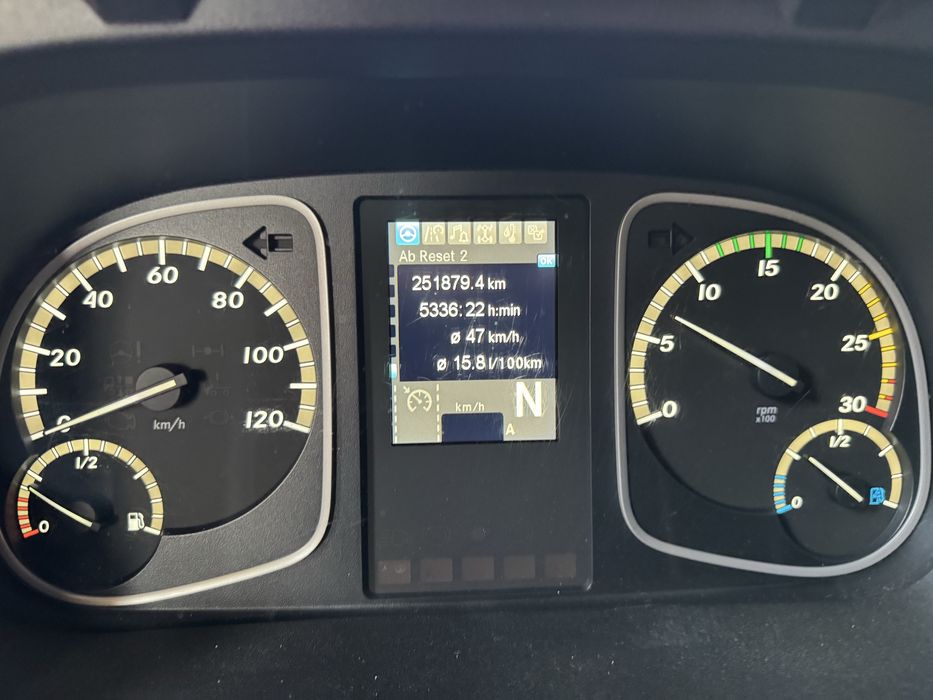 0
20
40
60
80
100
120
km/h
0
1/2
Ab Reset 2
OK
251879.4 km
5336:22 h:min
ø 47 km/h
ø 15.8 l/100km
km/h
N
A
0
5
10
15
20
25
30
rpm
x100
0
1/2